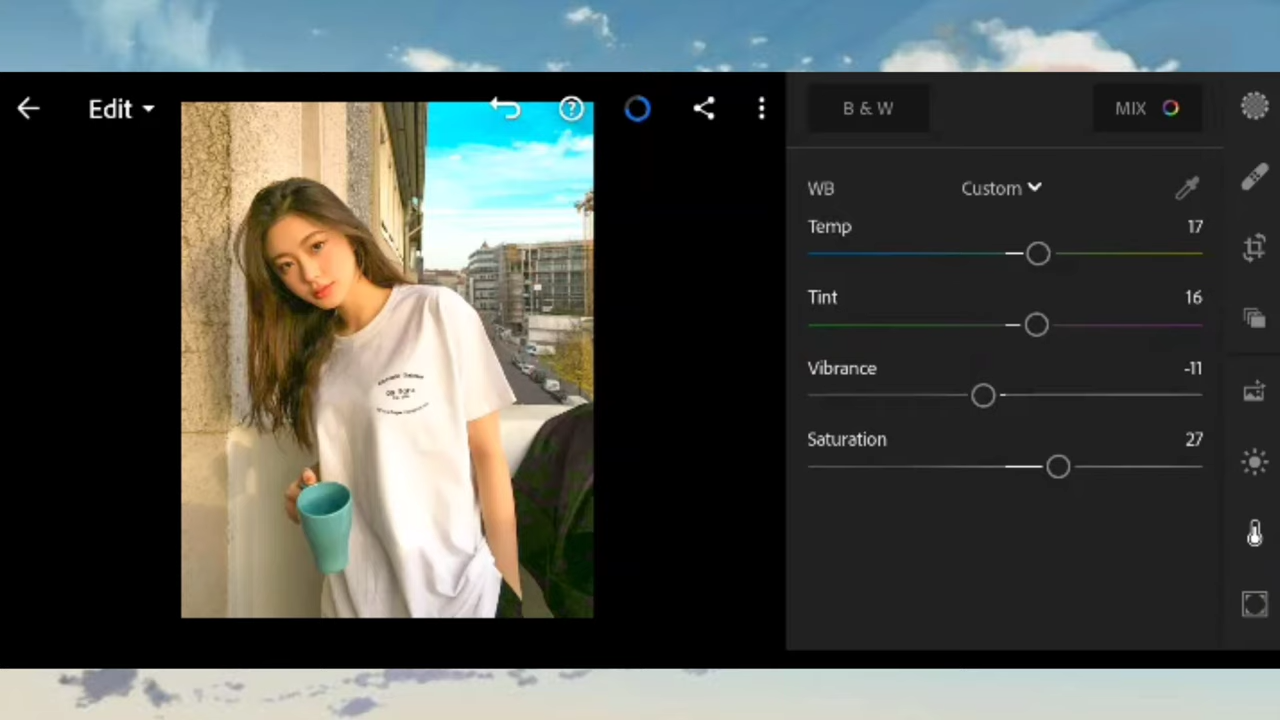 Edit
B & W
MIX
WB
Custom
Temp
17
Tint
16
Vibrance
-11
Saturation
27